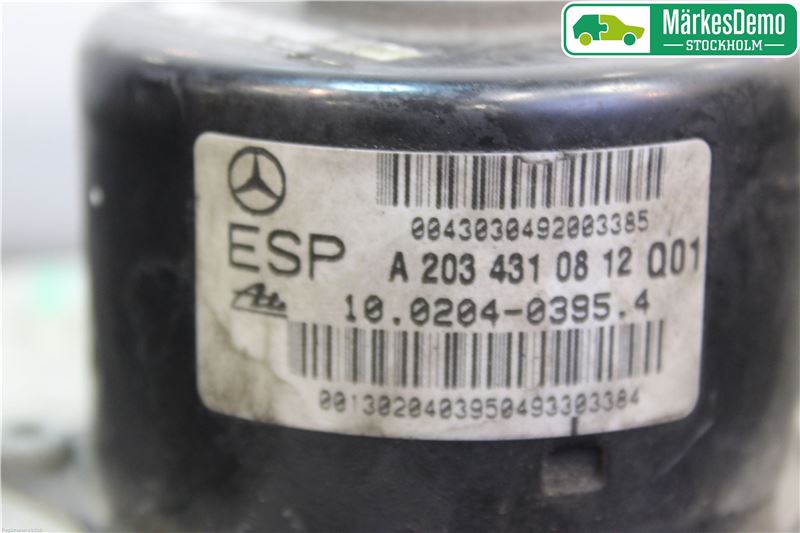 MärkesDemo
STOCKHOLM
0043030492003385
ESP
A 203 431 08 12 Q01
Ate
10.0204-0395.4
0013020403950493303384